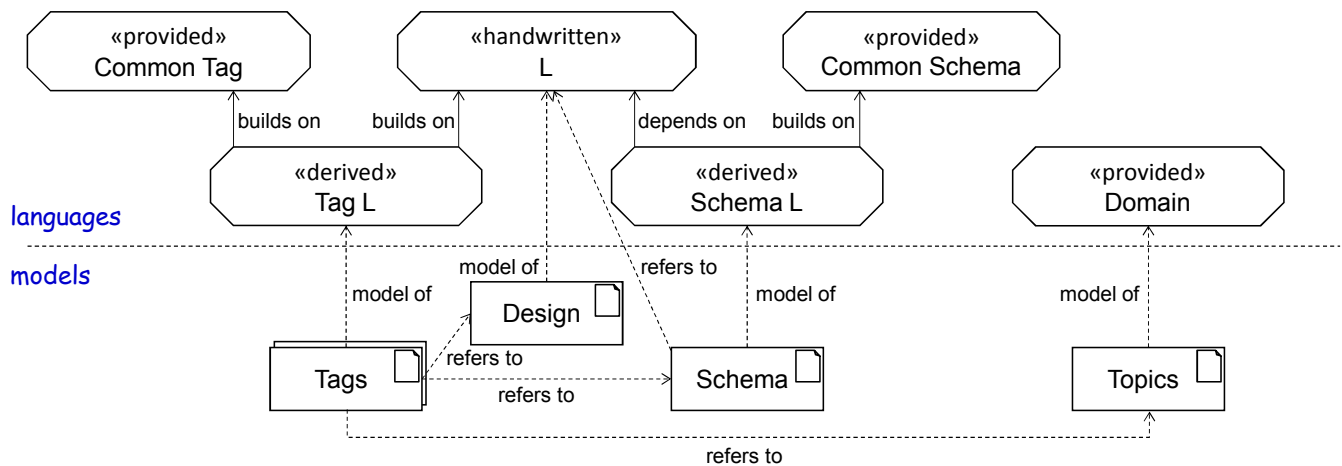 «provided»
Common Tag
«handwritten»
L
«provided»
Common Schema
builds on
builds on
depends on
builds on
«derived»
Tag L
«derived»
Schema L
«provided»
Domain
languages
models
model of
refers to
model of
model of
model of
Design
refers to
Tags
refers to
Schema
Topics
refers to